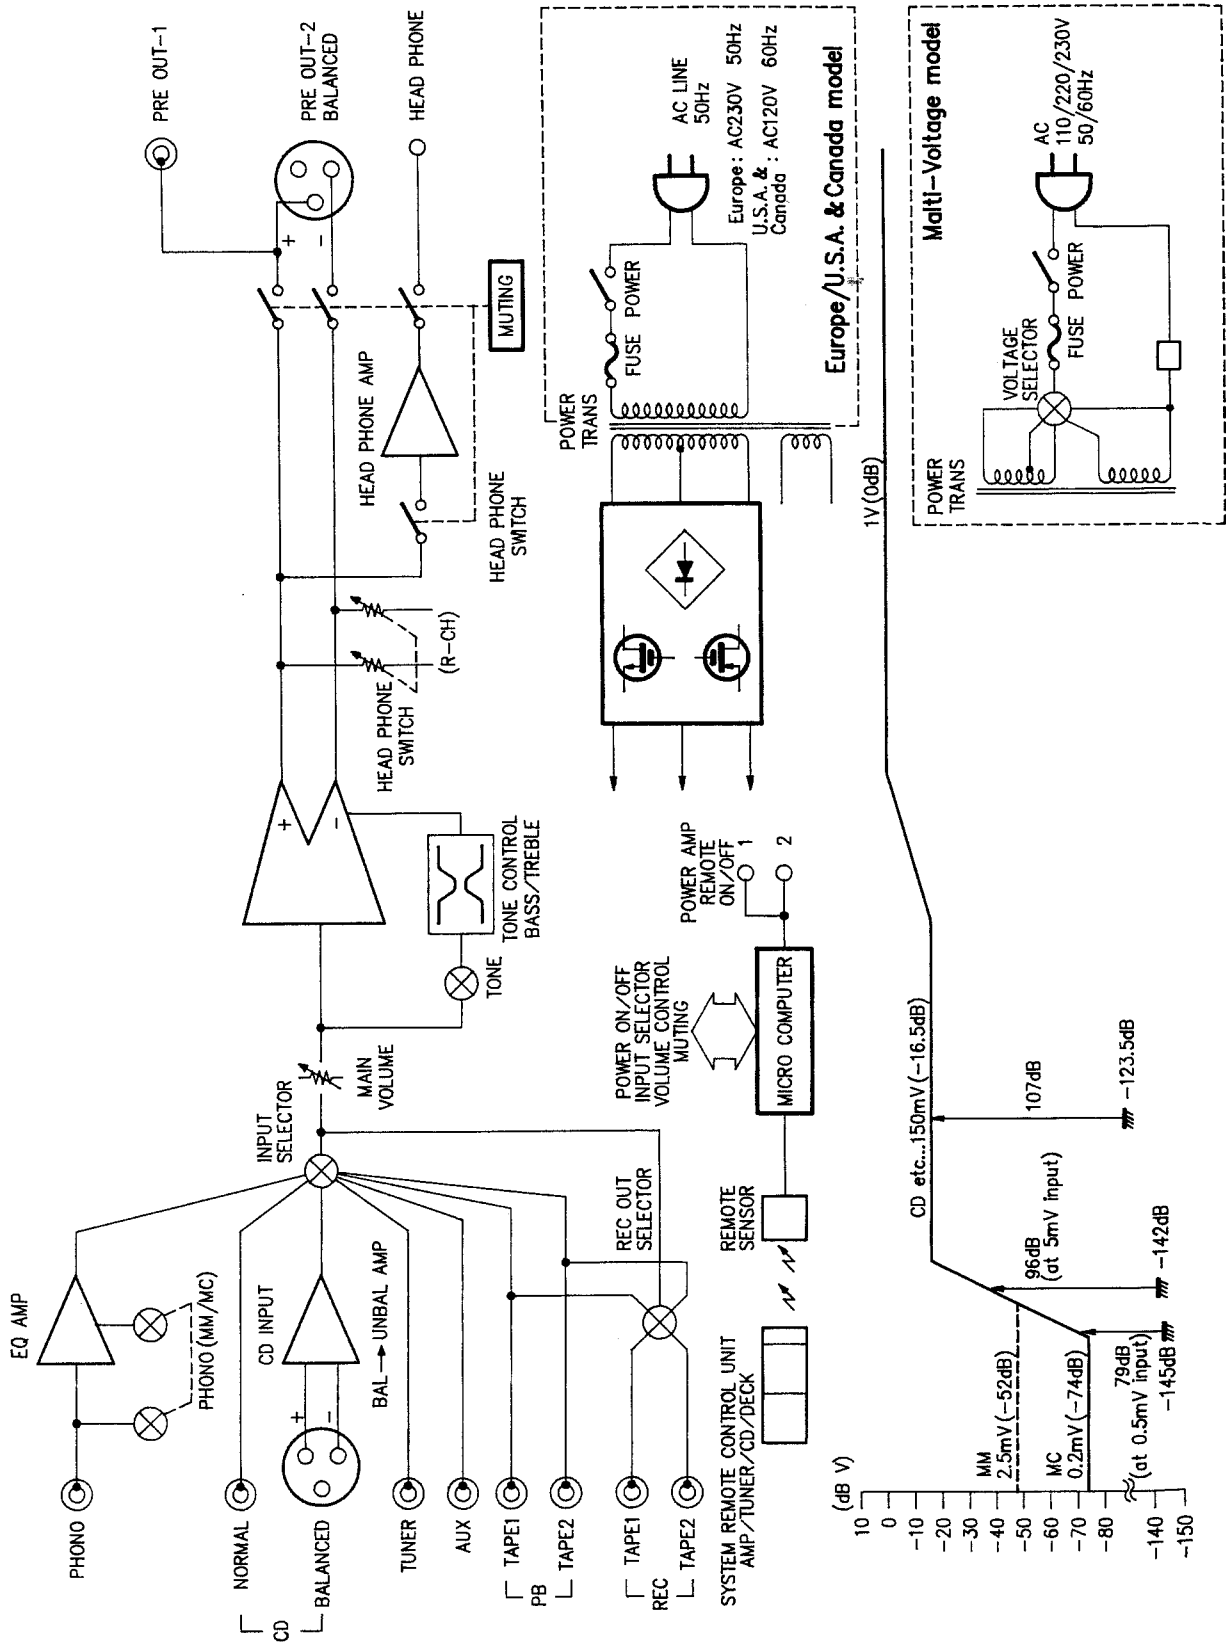 PHONO
EQ AMP
PHONO (MM/MC)
CD
NORMAL
BALANCED
+
−
CD INPUT
BAL → UNBAL AMP
TUNER
AUX
PB
TAPE1
TAPE2
REC
TAPE1
TAPE2
INPUT
SELECTOR
REC OUT
SELECTOR
MAIN
VOLUME
TONE
TONE CONTROL
BASS/TREBLE
+
−
HEAD PHONE
SWITCH
(R-CH)
HEAD PHONE
SWITCH
HEAD PHONE AMP
MUTING
+
−
PRE OUT-1
PRE OUT-2
BALANCED
HEAD PHONE
SYSTEM REMOTE CONTROL UNIT
AMP/TUNER/CD/DECK
REMOTE
SENSOR
MICRO COMPUTER
POWER ON/OFF
INPUT SELECTOR
VOLUME CONTROL
MUTING
POWER AMP
REMOTE
ON/OFF
1
2
POWER
TRANS
FUSE
POWER
AC LINE
50Hz
Europe : AC230V 50Hz
U.S.A. &
Canada : AC120V 60Hz
Europe/U.S.A. & Canada model
Malti-Voltage model
POWER
TRANS
VOLTAGE
SELECTOR
FUSE
POWER
AC
110/220/230V
50/60Hz
(dB V)
10
0
-10
-20
-30
-40
-50
-60
-70
-80
-140
-150
MM
2.5mV (-52dB)
MC
0.2mV (-74dB)
79dB
(at 0.5mV input)
-145dB
96dB
(at 5mV input)
-142dB
CD etc...150mV (-16.5dB)
107dB
-123.5dB
1V (0dB)